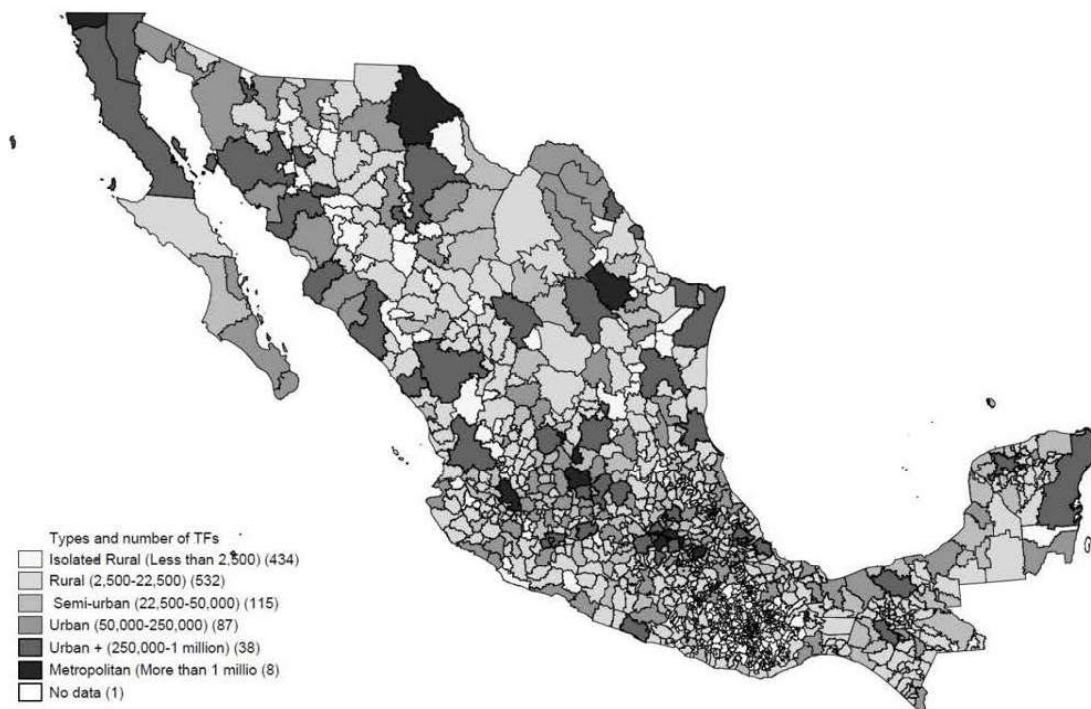 Types and number of TFs
Isolated Rural (Less than 2,500) (434)
Rural (2,500-22,500) (532)
Semi-urban (22,500-50,000) (115)
Urban (50,000-250,000) (87)
Urban + (250,000-1 million) (38)
Metropolitan (More than 1 millio (8)
No data (1)